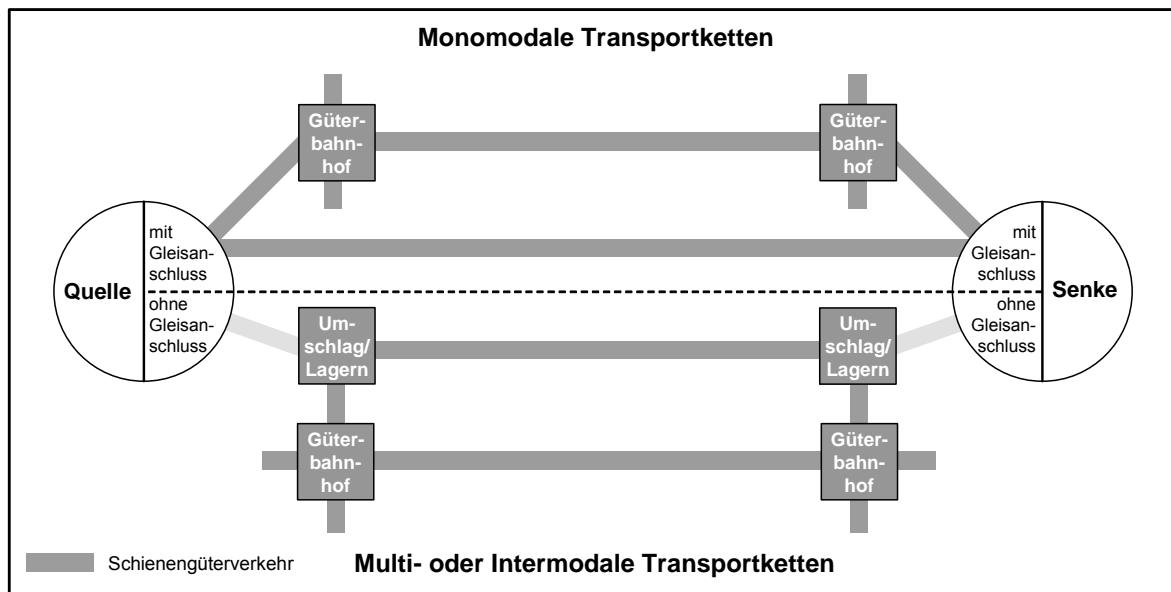 Monomodale Transportketten
Güter-
bahn-
hof
Güter-
bahn-
hof
mit
Gleisan-
schluss
Quelle
ohne
Gleisan-
schluss
mit
Gleisan-
schluss
Senke
ohne
Gleisan-
schluss
Um-
schlag/
Lagern
Um-
schlag/
Lagern
Güter-
bahn-
hof
Güter-
bahn-
hof
Schienengüterverkehr
Multi- oder Intermodale Transportketten